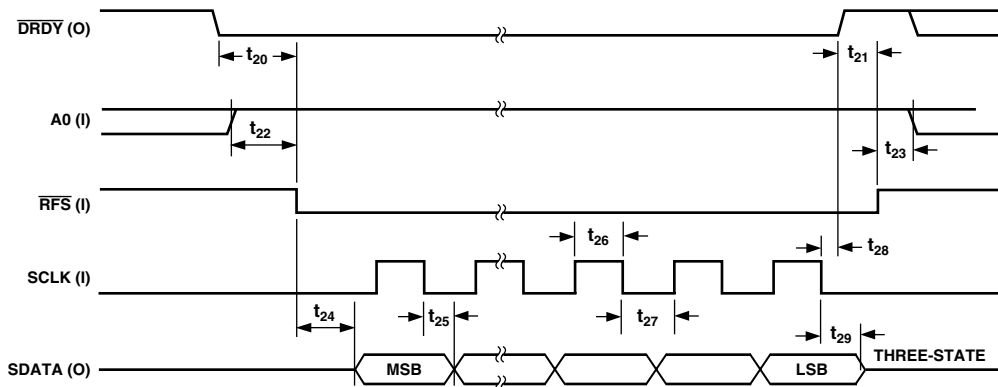 DRDY (O)
t20
t21
A0 (I)
t22
t23
RFS (I)
t26
t28
SCLK (I)
t24
t25
t27
t29
SDATA (O)
MSB
LSB
THREE-STATE